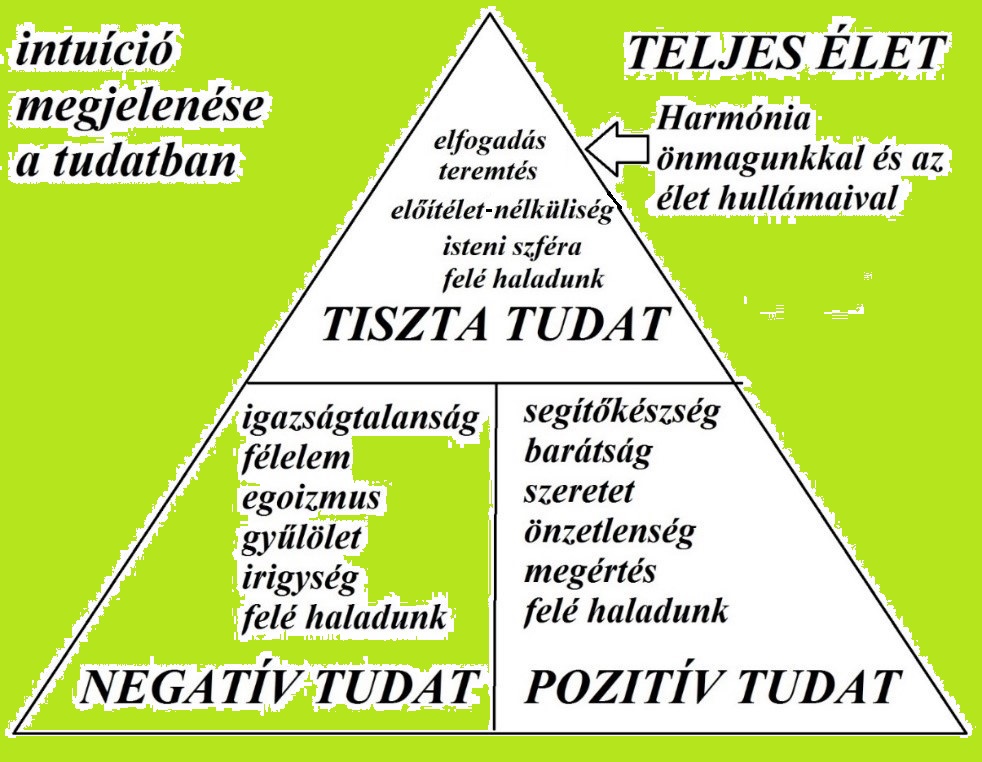 intuíció
megjelenése
a tudatban
TELJES ÉLET
Harmónia
önmagunkkal és az
élet hullámaival
elfogadás
teremtés
előítélet-nélküliség
isteni szféra
felé haladunk
TISZTA TUDAT
igazságtalanság
félelem
egoizmus
gyűlölet
irigység
felé haladunk
NEGATÍV TUDAT
segítőkészség
barátság
szeretet
önzetlenség
megértés
felé haladunk
POZITÍV TUDAT